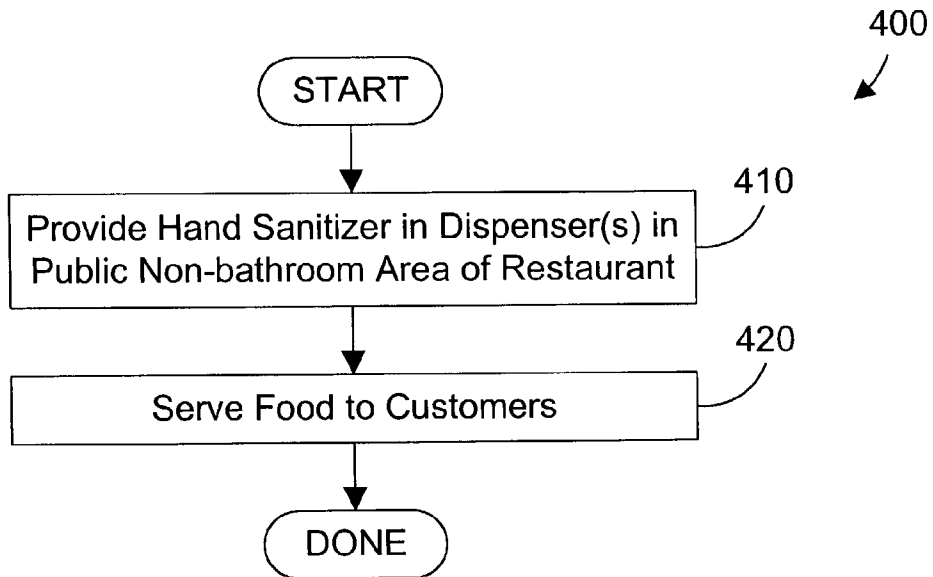 400
START
410
Provide Hand Sanitizer in Dispenser(s) in
Public Non-bathroom Area of Restaurant
420
Serve Food to Customers
DONE